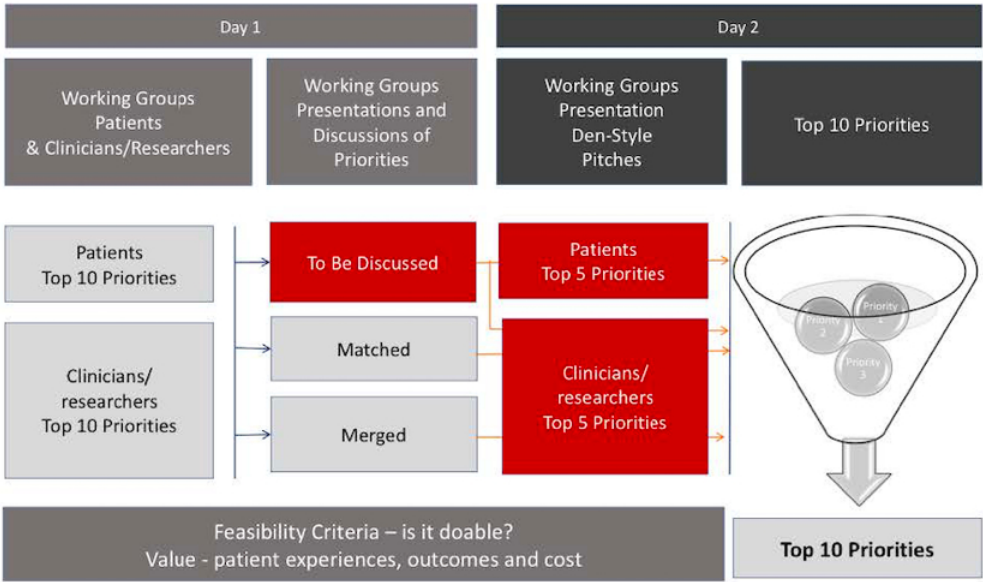 Day 1
Day 2
Working Groups
Patients
& Clinicians/Researchers
Working Groups
Presentations and
Discussions of
Priorities
Working Groups
Presentation
Den-Style
Pitches
Top 10 Priorities
Patients
Top 10 Priorities
To Be Discussed
Patients
Top 5 Priorities
Clinicians/
researchers
Top 10 Priorities
Matched
Merged
Clinicians/
researchers
Top 5 Priorities
Priority
Priority
2
Priority
3
Feasibility Criteria – is it doable?
Value - patient experiences, outcomes and cost
Top 10 Priorities